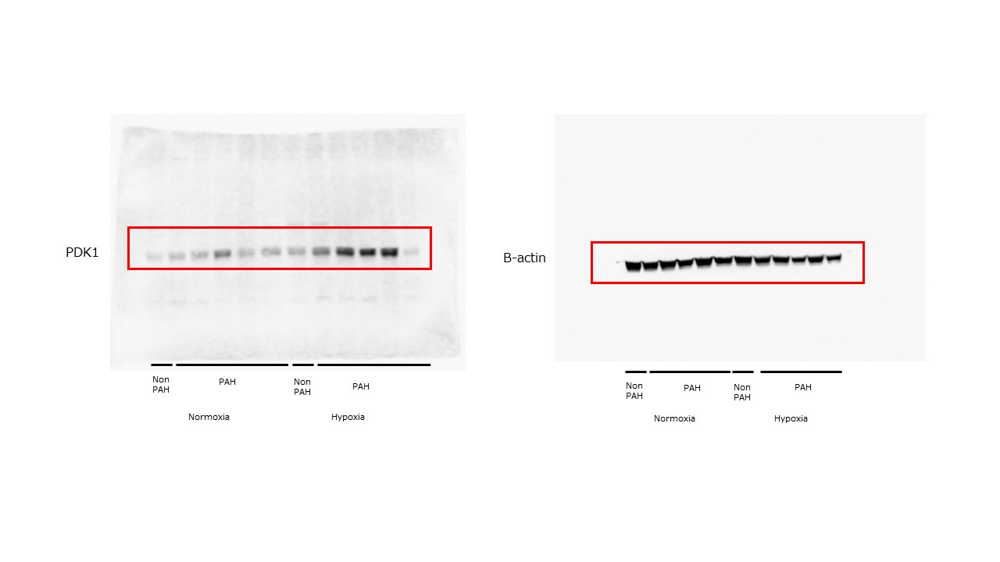 PDK1
Non
PAH
PAH
Non
PAH
PAH
Normoxia
Hypoxia
B-actin
Non
PAH
PAH
Non
PAH
PAH
Normoxia
Hypoxia